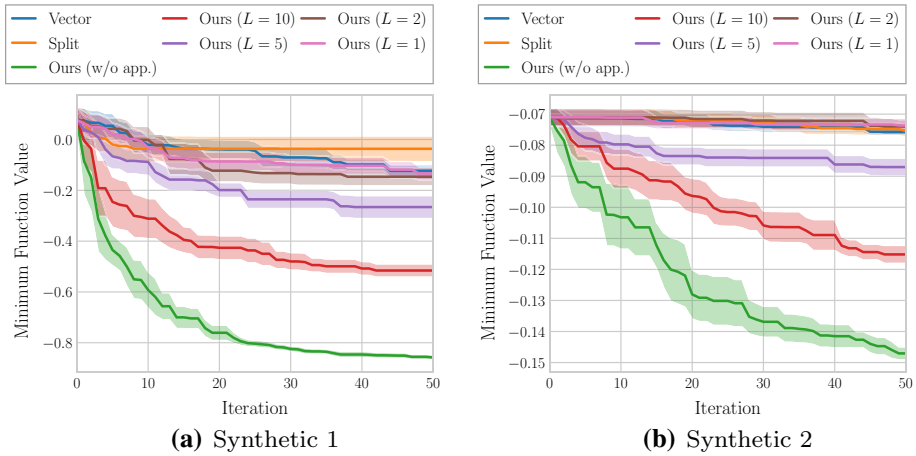 Vector Ours (L = 10) Ours (L = 2)
Split Ours (L = 5) Ours (L = 1)
Ours (w/o app.)
Minimum Function Value
0.0
−0.2
−0.4
−0.6
−0.8
0 10 20 30 40 50
Iteration
(a) Synthetic 1
Vector Ours (L = 10) Ours (L = 2)
Split Ours (L = 5) Ours (L = 1)
Ours (w/o app.)
Minimum Function Value
−0.07
−0.08
−0.09
−0.10
−0.11
−0.12
−0.13
−0.14
−0.15
0 10 20 30 40 50
Iteration
(b) Synthetic 2